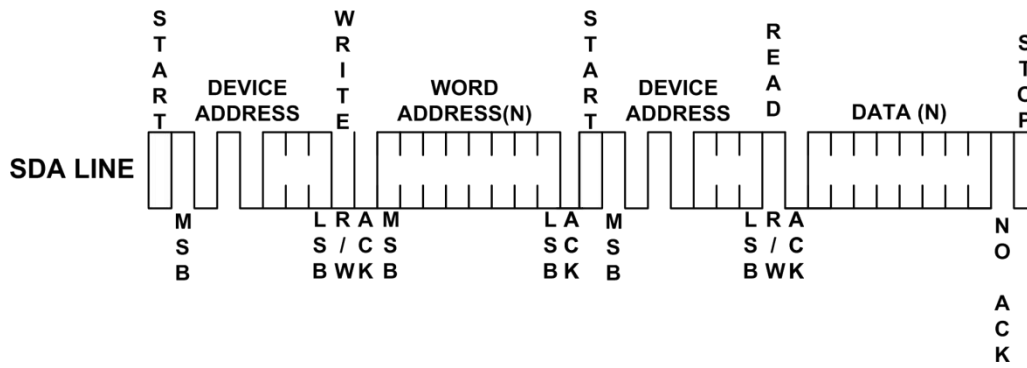 START
WRITE
START
READ
STOP
DEVICE
ADDRESS
WORD
ADDRESS(N)
DEVICE
ADDRESS
DATA (N)
SDA LINE
MSB
LSB
R/W
ACK
MSB
LSB
ACK
MSB
LSB
R/W
ACK
NO ACK